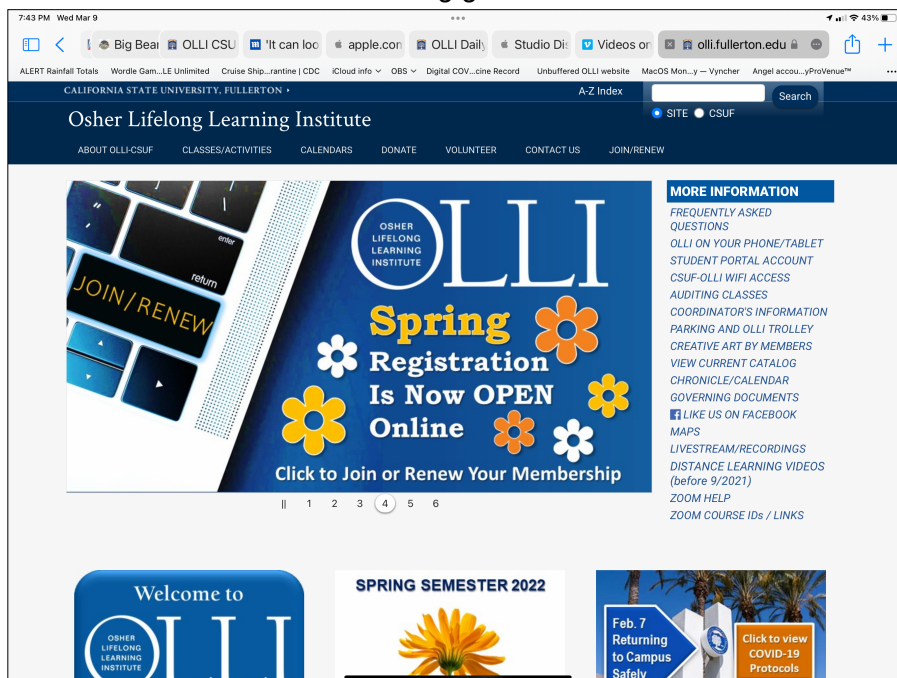 7:43 PM Wed Mar 9
43%
Big Bear
OLLI CSU
'It can loo
apple.con
OLLI Daily
Studio Dis
Videos on
olli.fullerton.edu
ALERT Rainfall Totals
Wordle Gam...LE Unlimited
Cruise Ship...rantine | CDC
iCloud info
OBS
Digital COV...cine Record
Unbuffered OLLI website
MacOS Mon...y — Vyncher
Angel accou...yProVenue™
CALIFORNIA STATE UNIVERSITY, FULLERTON
A-Z Index
Search
Osher Lifelong Learning Institute
SITE
CSUF
ABOUT OLLI-CSUF
CLASSES/ACTIVITIES
CALENDARS
DONATE
VOLUNTEER
CONTACT US
JOIN/RENEW
enter
return
JOIN/RENEW
OSHER
LIFELONG
LEARNING
INSTITUTE
OLLI
Spring
Registration
Is Now OPEN
Online
Click to Join or Renew Your Membership
|| 1 2 3 4 5 6
MORE INFORMATION
FREQUENTLY ASKED
QUESTIONS
OLLI ON YOUR PHONE/TABLET
STUDENT PORTAL ACCOUNT
CSUF-OLLI WIFI ACCESS
AUDITING CLASSES
COORDINATOR'S INFORMATION
PARKING AND OLLI TROLLEY
CREATIVE ART BY MEMBERS
VIEW CURRENT CATALOG
CHRONICLE/CALENDAR
GOVERNING DOCUMENTS
LIKE US ON FACEBOOK
MAPS
LIVESTREAM/RECORDINGS
DISTANCE LEARNING VIDEOS
(before 9/2021)
ZOOM HELP
ZOOM COURSE IDs / LINKS
Welcome to
OSHER
LIFELONG
LEARNING
INSTITUTE
SPRING SEMESTER 2022
Feb. 7
Returning
to Campus
Safely
Click to view
COVID-19
Protocols